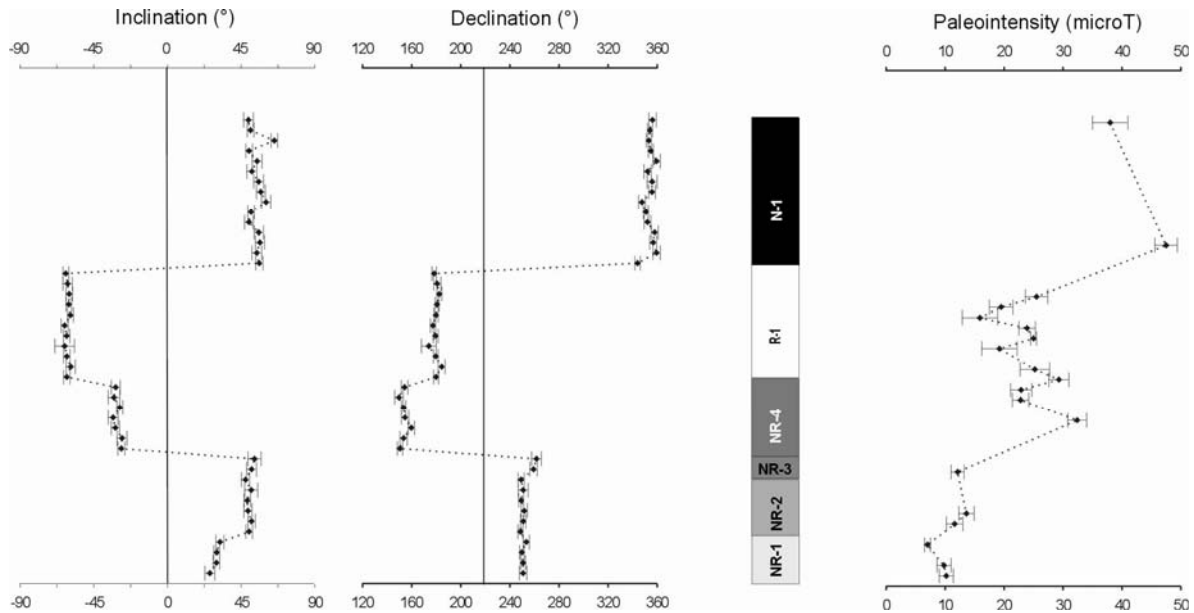 Inclination (°) Declination (°) Paleointensity (microT)
-90 -45 0 45 90 120 160 200 240 280 320 360 0 10 20 30 40 50
N-1
R-1
NR-4
NR-3
NR-2
NR-1
-90 -45 0 45 90 120 160 200 240 280 320 360 0 10 20 30 40 50